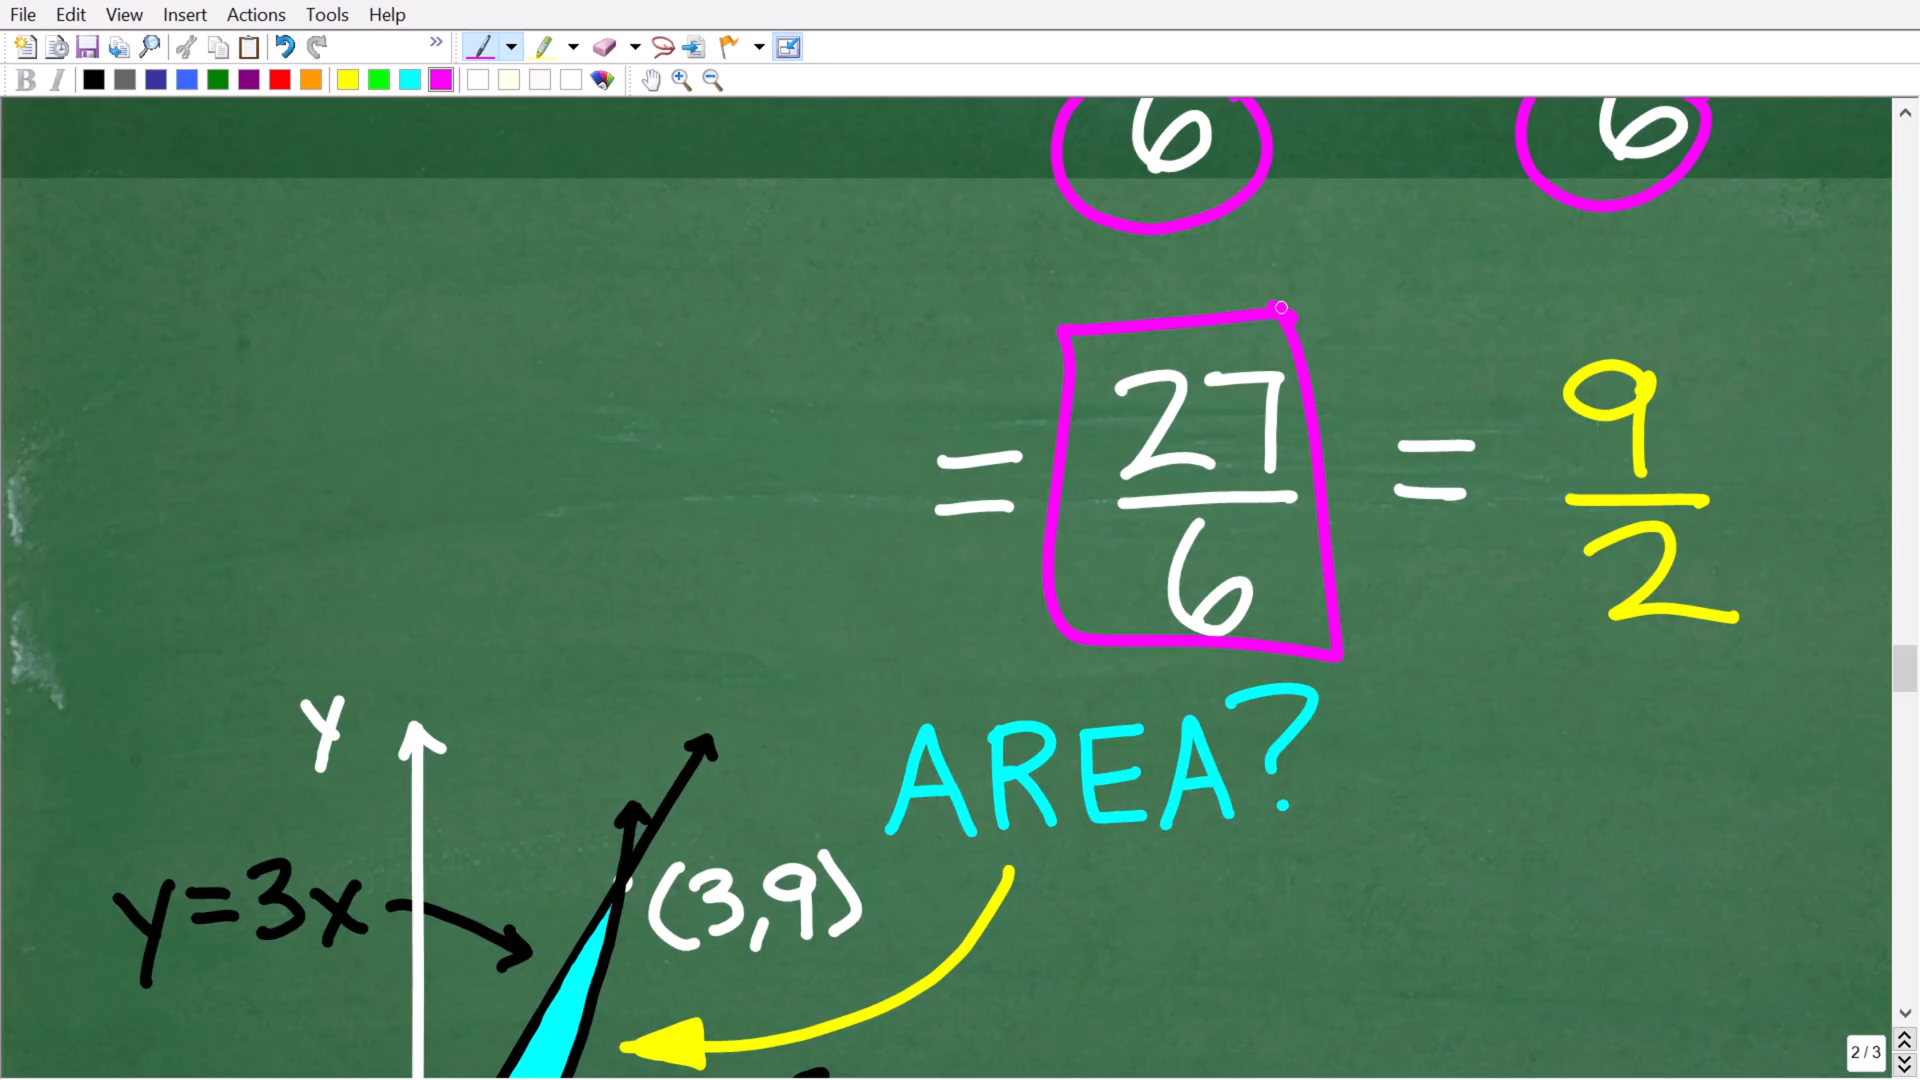 File Edit View Insert Actions Tools Help
B I
6 6
= 27/6 = 9/2
AREA?
y
y=3x
(3,9)
2 / 3